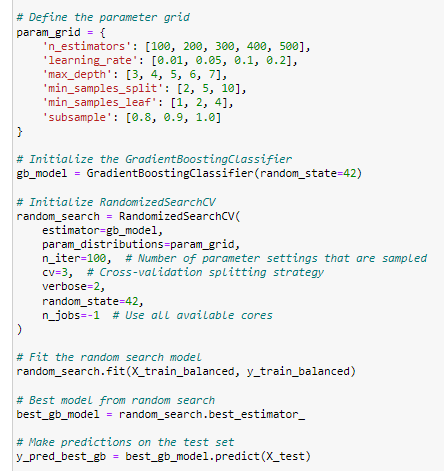 # Define the parameter grid
param_grid = {
    'n_estimators': [100, 200, 300, 400, 500],
    'learning_rate': [0.01, 0.05, 0.1, 0.2],
    'max_depth': [3, 4, 5, 6, 7],
    'min_samples_split': [2, 5, 10],
    'min_samples_leaf': [1, 2, 4],
    'subsample': [0.8, 0.9, 1.0]
}
# Initialize the GradientBoostingClassifier
gb_model = GradientBoostingClassifier(random_state=42)
# Initialize RandomizedSearchCV
random_search = RandomizedSearchCV(
    estimator=gb_model,
    param_distributions=param_grid,
    n_iter=100,  # Number of parameter settings that are sampled
    cv=3,  # Cross-validation splitting strategy
    verbose=2,
    random_state=42,
    n_jobs=-1  # Use all available cores
)
# Fit the random search model
random_search.fit(X_train_balanced, y_train_balanced)
# Best model from random search
best_gb_model = random_search.best_estimator_
# Make predictions on the test set
y_pred_best_gb = best_gb_model.predict(X_test)